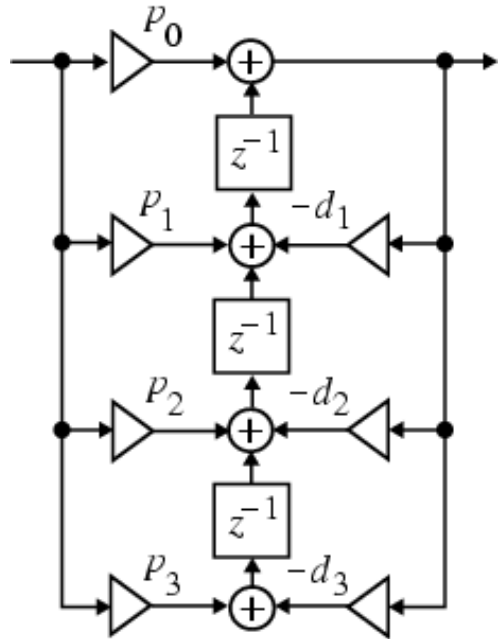 p₀
z⁻¹
p₁ −d₁
z⁻¹
p₂ −d₂
z⁻¹
p₃ −d₃